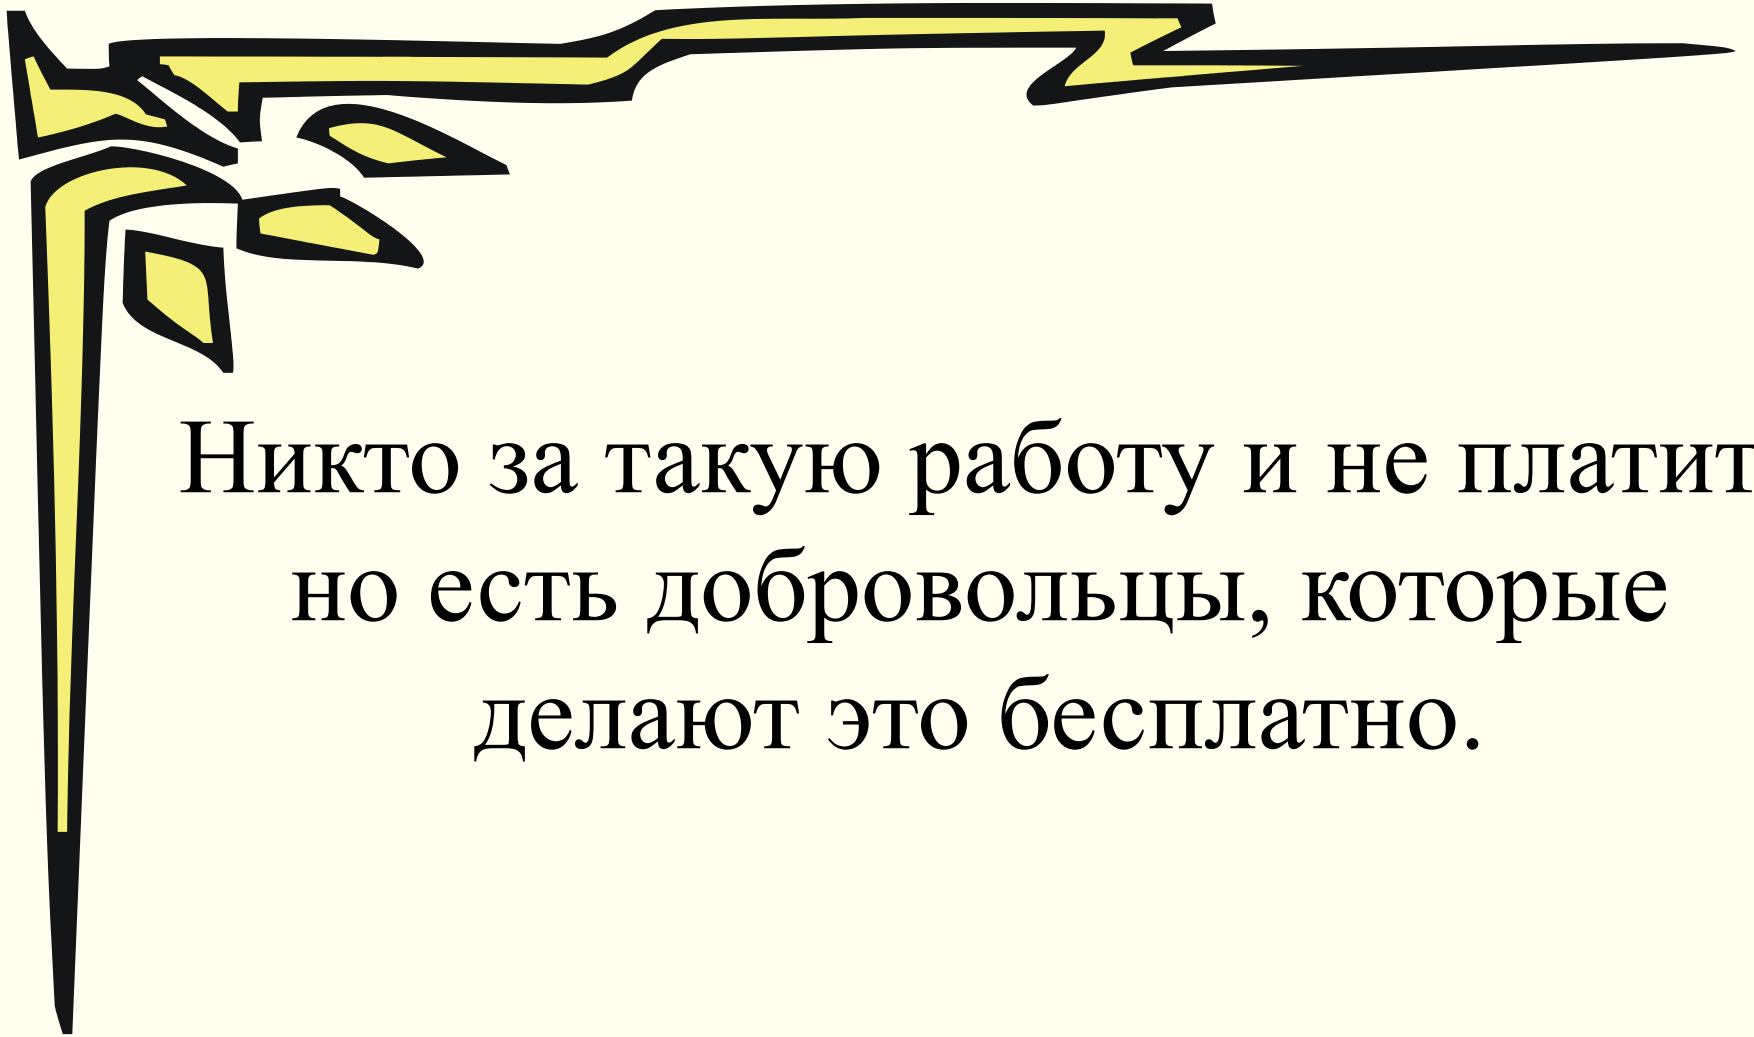 Никто за такую работу и не платит
но есть добровольцы, которые
делают это бесплатно.